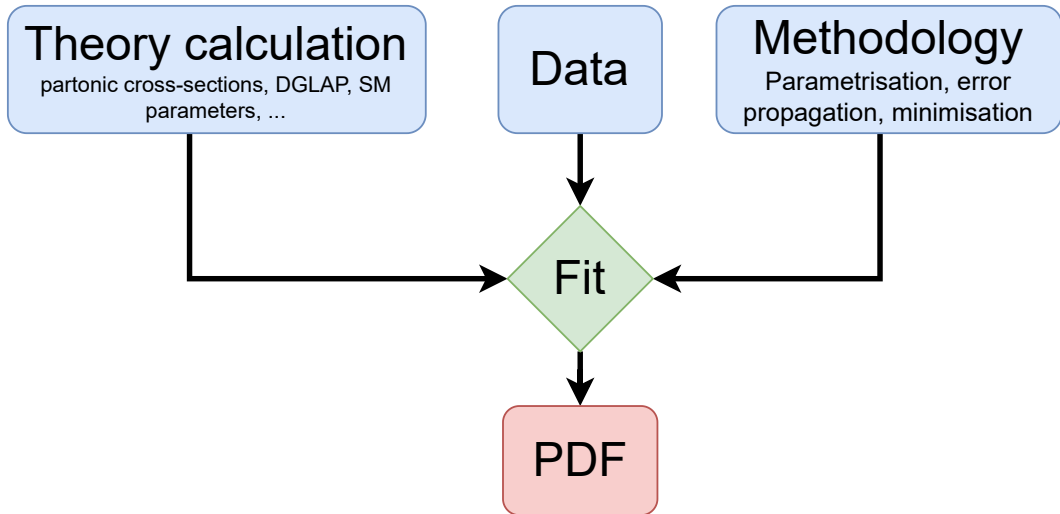 Theory calculation
partonic cross-sections, DGLAP, SM
parameters, ...
Data
Methodology
Parametrisation, error
propagation, minimisation
Fit
PDF